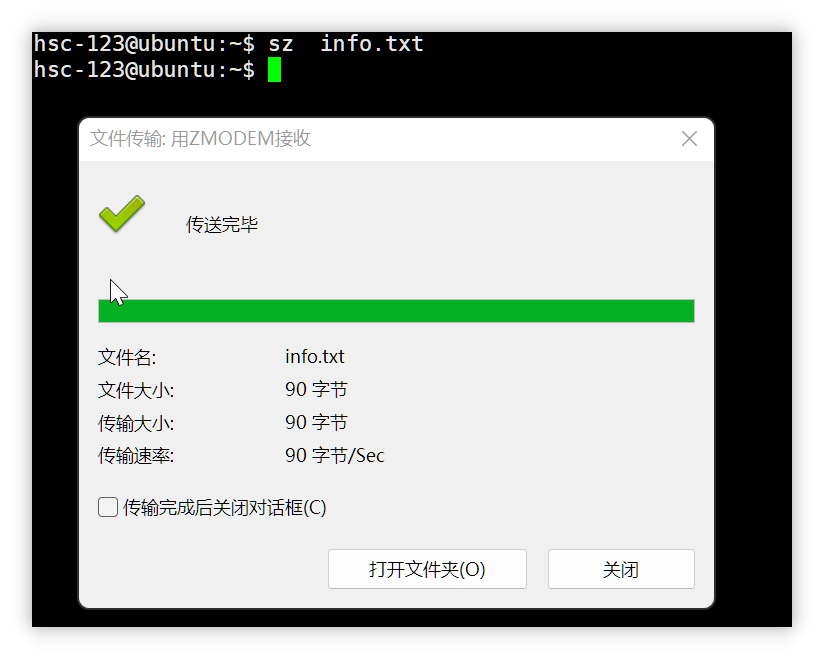 hsc-123@ubuntu:~$ sz  info.txt
hsc-123@ubuntu:~$
文件传输: 用ZMODEM接收
传送完毕
文件名: info.txt
文件大小: 90 字节
传输大小: 90 字节
传输速率: 90 字节/Sec
传输完成后关闭对话框(C)
打开文件夹(O) 关闭